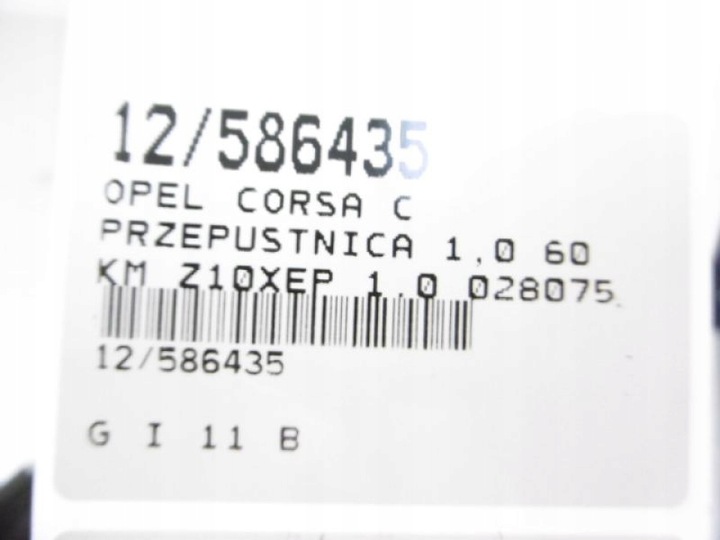 12/586435
OPEL CORSA C
PRZEPUSTNICA 1,0 60
KM Z10XEP 1.0 028075
12/586435
G I 11 B